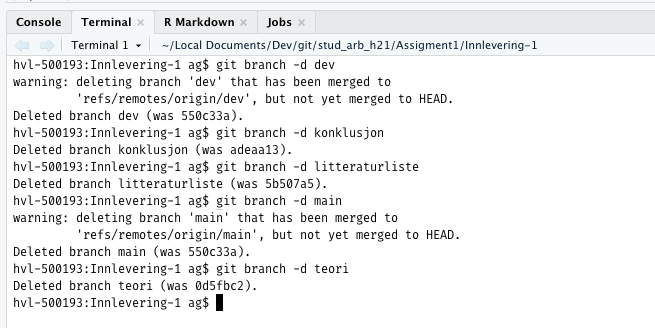 Console Terminal × R Markdown × Jobs ×
Terminal 1 ~/Local Documents/Dev/git/stud_arb_h21/Assigment1/Innlevering-1
hvl-500193:Innlevering-1 ag$ git branch -d dev
warning: deleting branch 'dev' that has been merged to
'refs/remotes/origin/dev', but not yet merged to HEAD.
Deleted branch dev (was 550c33a).
hvl-500193:Innlevering-1 ag$ git branch -d konklusjon
Deleted branch konklusjon (was adeaa13).
hvl-500193:Innlevering-1 ag$ git branch -d litteraturliste
Deleted branch litteraturliste (was 5b507a5).
hvl-500193:Innlevering-1 ag$ git branch -d main
warning: deleting branch 'main' that has been merged to
'refs/remotes/origin/main', but not yet merged to HEAD.
Deleted branch main (was 550c33a).
hvl-500193:Innlevering-1 ag$ git branch -d teori
Deleted branch teori (was 0d5fbc2).
hvl-500193:Innlevering-1 ag$